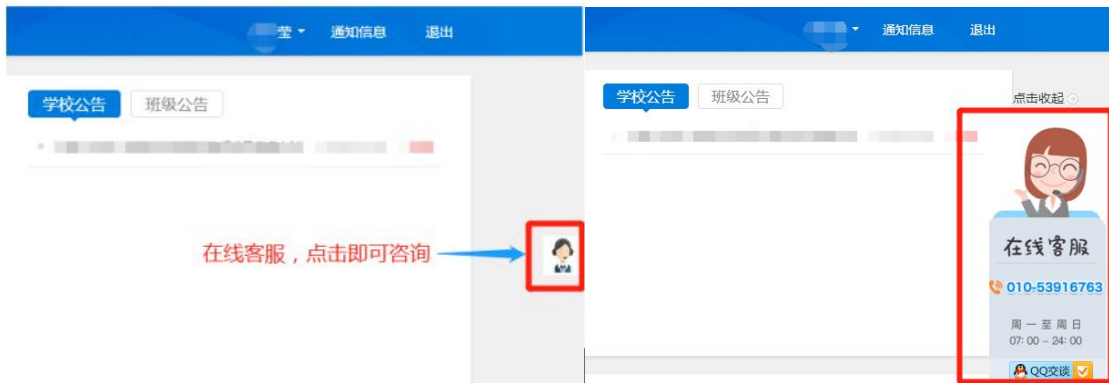 莹 通知信息 退出
学校公告 班级公告
在线客服，点击即可咨询
通知信息 退出
学校公告 班级公告
点击收起
在线客服
010-53916763
周一至周日
07:00 - 24:00
QQ交谈